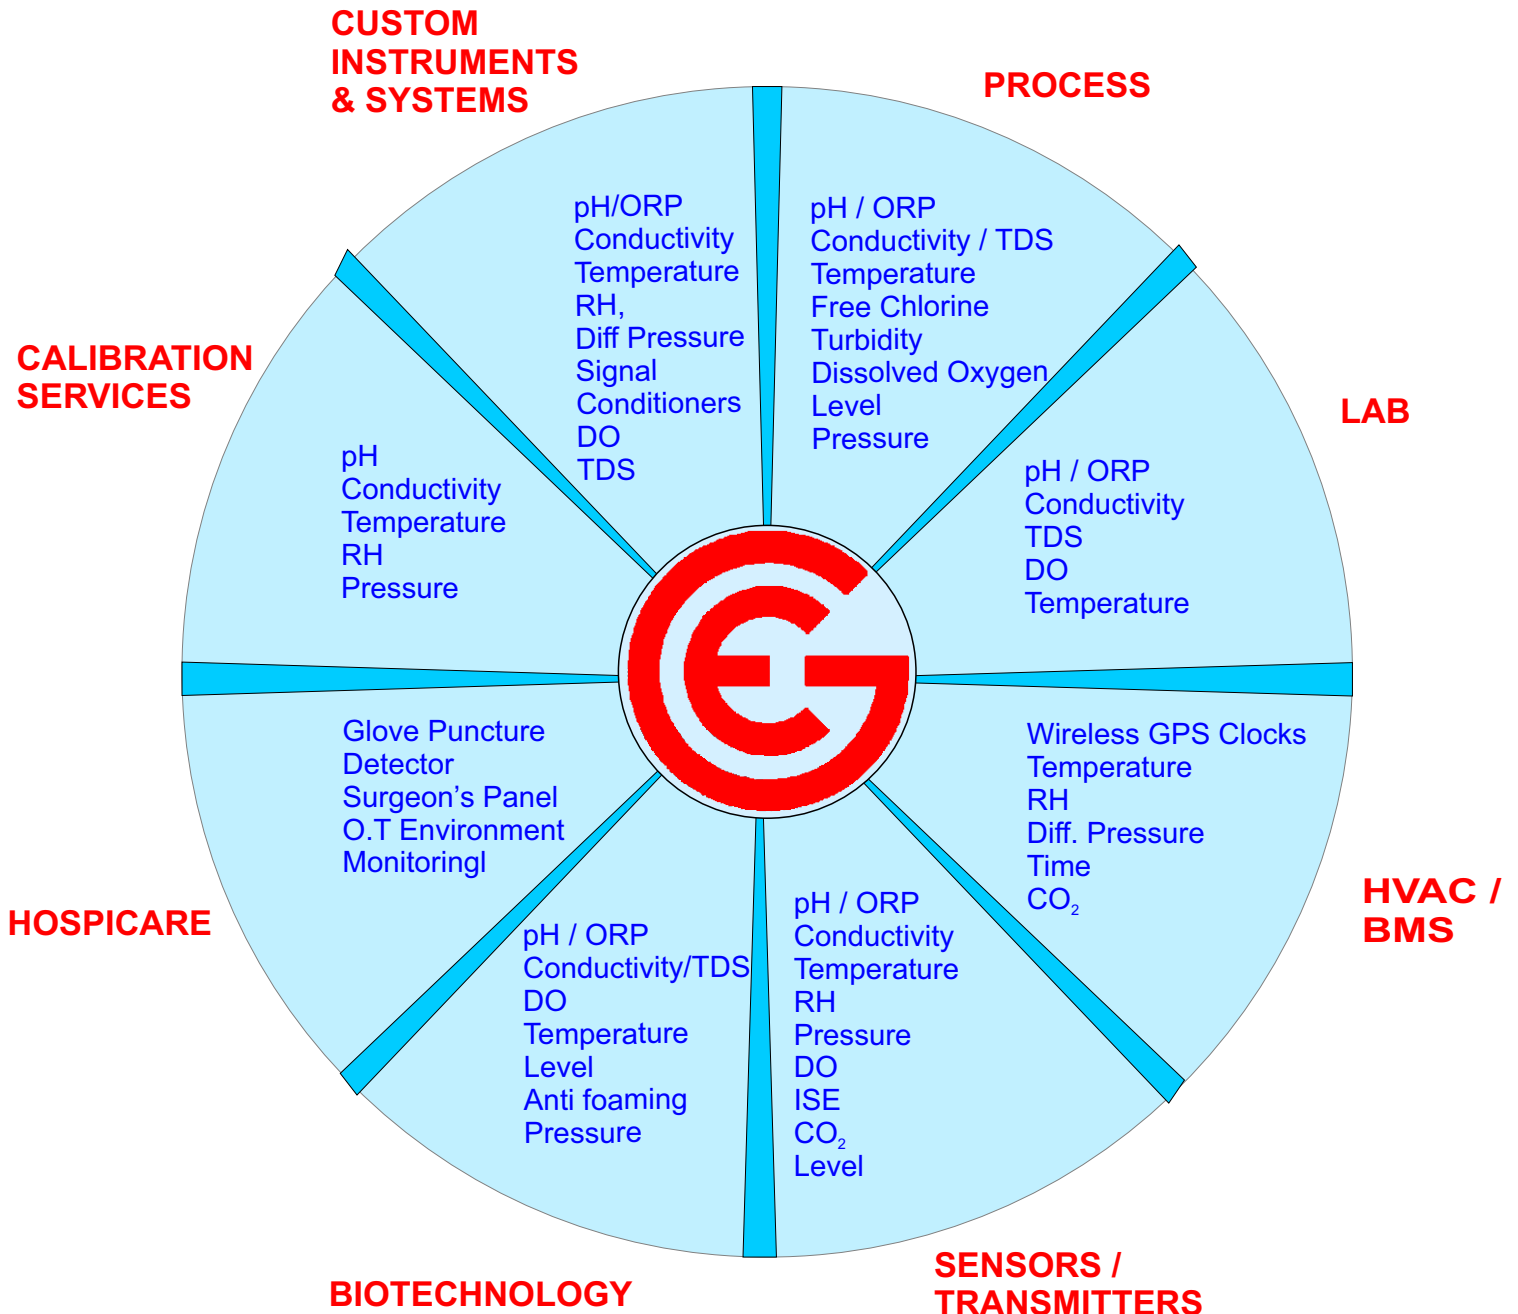 CUSTOM
INSTRUMENTS
& SYSTEMS
pH/ORP
Conductivity
Temperature
RH,
Diff Pressure
Signal
Conditioners
DO
TDS
PROCESS
pH / ORP
Conductivity / TDS
Temperature
Free Chlorine
Turbidity
Dissolved Oxygen
Level
Pressure
LAB
pH / ORP
Conductivity
TDS
DO
Temperature
HVAC /
BMS
Wireless GPS Clocks
Temperature
RH
Diff. Pressure
Time
CO₂
SENSORS /
TRANSMITTERS
pH / ORP
Conductivity
Temperature
RH
Pressure
DO
ISE
CO₂
Level
BIOTECHNOLOGY
pH / ORP
Conductivity/TDS
DO
Temperature
Level
Anti foaming
Pressure
HOSPICARE
Glove Puncture
Detector
Surgeon’s Panel
O.T Environment
Monitoringl
CALIBRATION
SERVICES
pH
Conductivity
Temperature
RH
Pressure